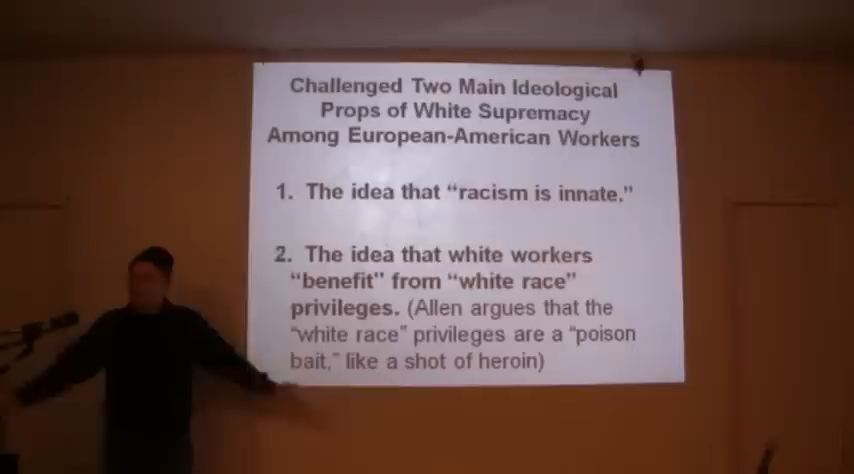 Challenged Two Main Ideological
Props of White Supremacy
Among European-American Workers
1. The idea that “racism is innate.”
2. The idea that white workers
“benefit” from “white race”
privileges. (Allen argues that the
“white race” privileges are a “poison
bait,” like a shot of heroin)